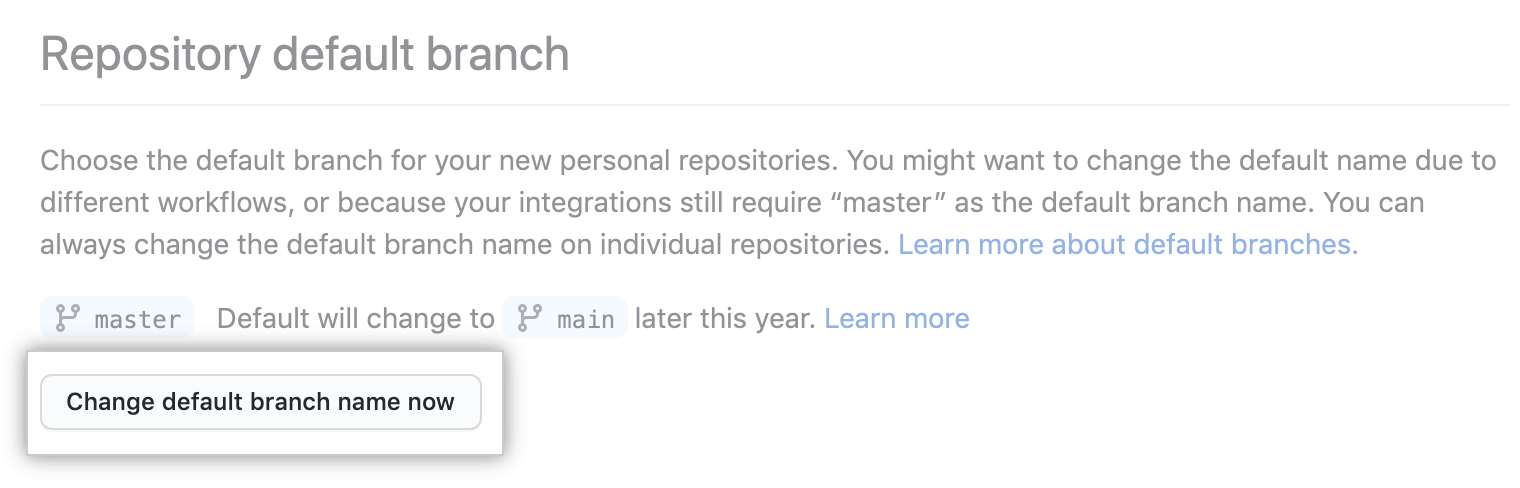 Repository default branch
Choose the default branch for your new personal repositories. You might want to change the default name due to
different workflows, or because your integrations still require “master” as the default branch name. You can
always change the default branch name on individual repositories. Learn more about default branches.
master Default will change to main later this year. Learn more
Change default branch name now